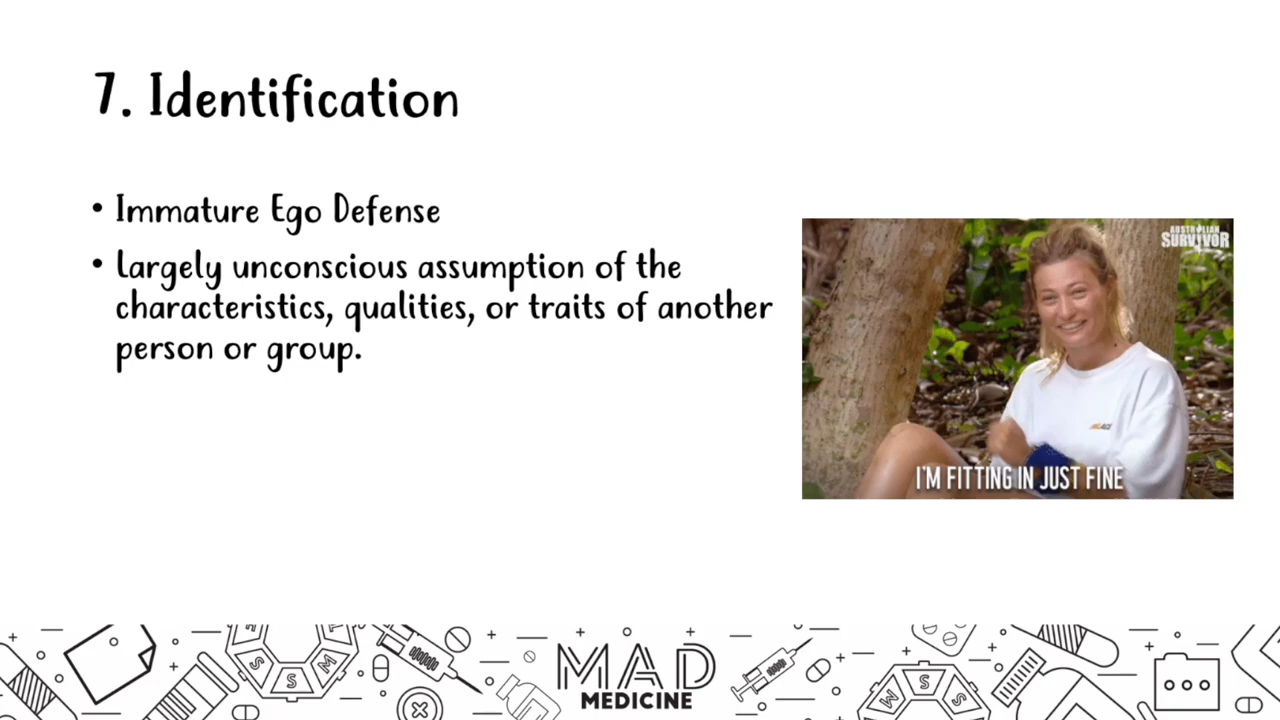 7. Identification
• Immature Ego Defense
• Largely unconscious assumption of the
characteristics, qualities, or traits of another
person or group.
AUSTRALIAN
SURVIVOR
I'M FITTING IN JUST FINE
MAD
MEDICINE
S
S
M
M
S
S